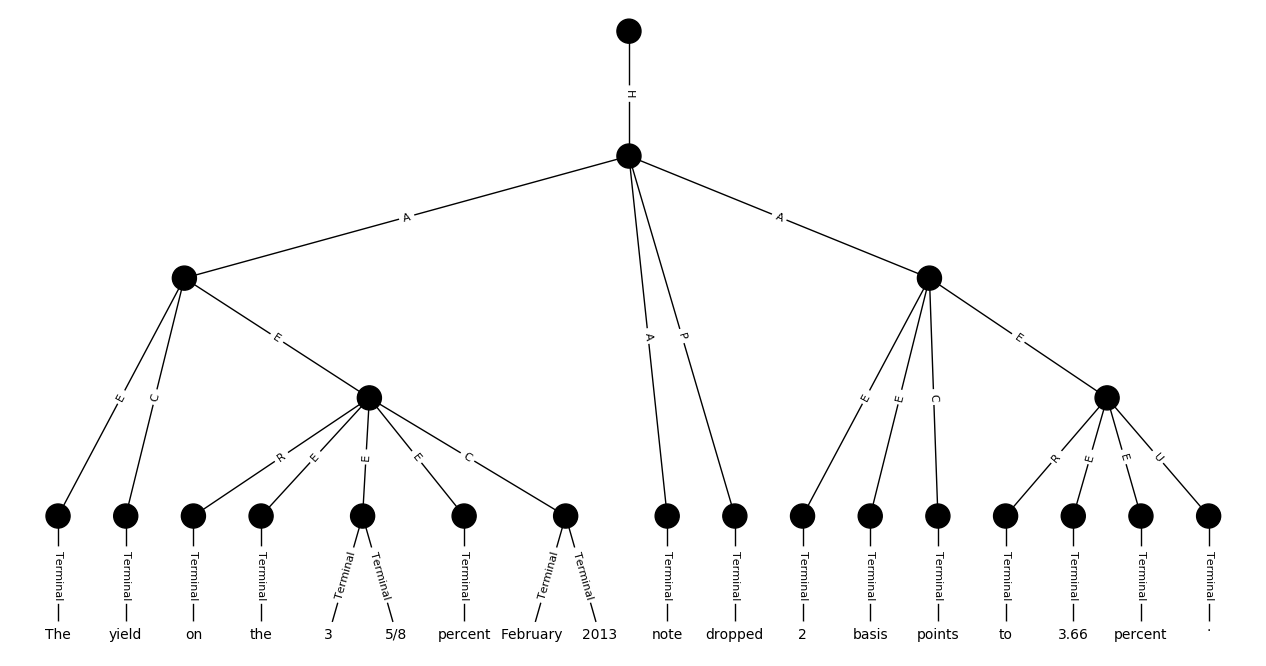 H
A A
E A P E
E C E E C
R E E E C R E E U
Terminal Terminal Terminal Terminal Terminal Terminal Terminal Terminal Terminal Terminal Terminal Terminal Terminal Terminal Terminal Terminal Terminal Terminal
The yield on the 3 5/8 percent February 2013 note dropped 2 basis points to 3.66 percent .